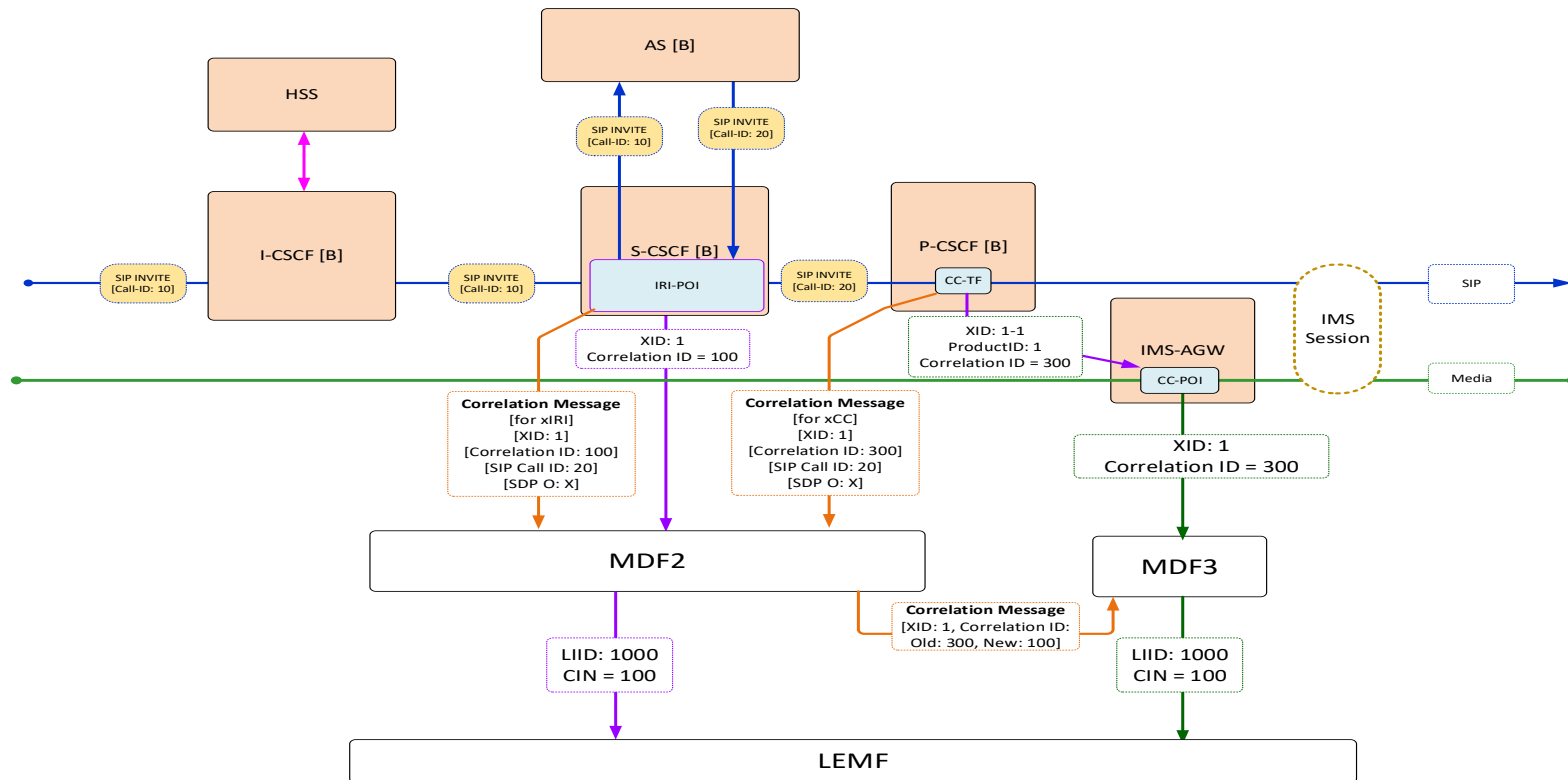 AS [B]
HSS
SIP INVITE
[Call-ID: 10]
SIP INVITE
[Call-ID: 20]
I-CSCF [B]
S-CSCF [B]
P-CSCF [B]
SIP INVITE
[Call-ID: 10]
SIP INVITE
[Call-ID: 10]
IRI-POI
SIP INVITE
[Call-ID: 20]
CC-TF
IMS
Session
SIP
XID: 1
Correlation ID = 100
XID: 1-1
ProductID: 1
Correlation ID = 300
IMS-AGW
CC-POI
Media
Correlation Message
[for xIRI]
[XID: 1]
[Correlation ID: 100]
[SIP Call ID: 20]
[SDP O: X]
Correlation Message
[for xCC]
[XID: 1]
[Correlation ID: 300]
[SIP Call ID: 20]
[SDP O: X]
XID: 1
Correlation ID = 300
MDF2
MDF3
Correlation Message
[XID: 1, Correlation ID:
Old: 300, New: 100]
LIID: 1000
CIN = 100
LIID: 1000
CIN = 100
LEMF